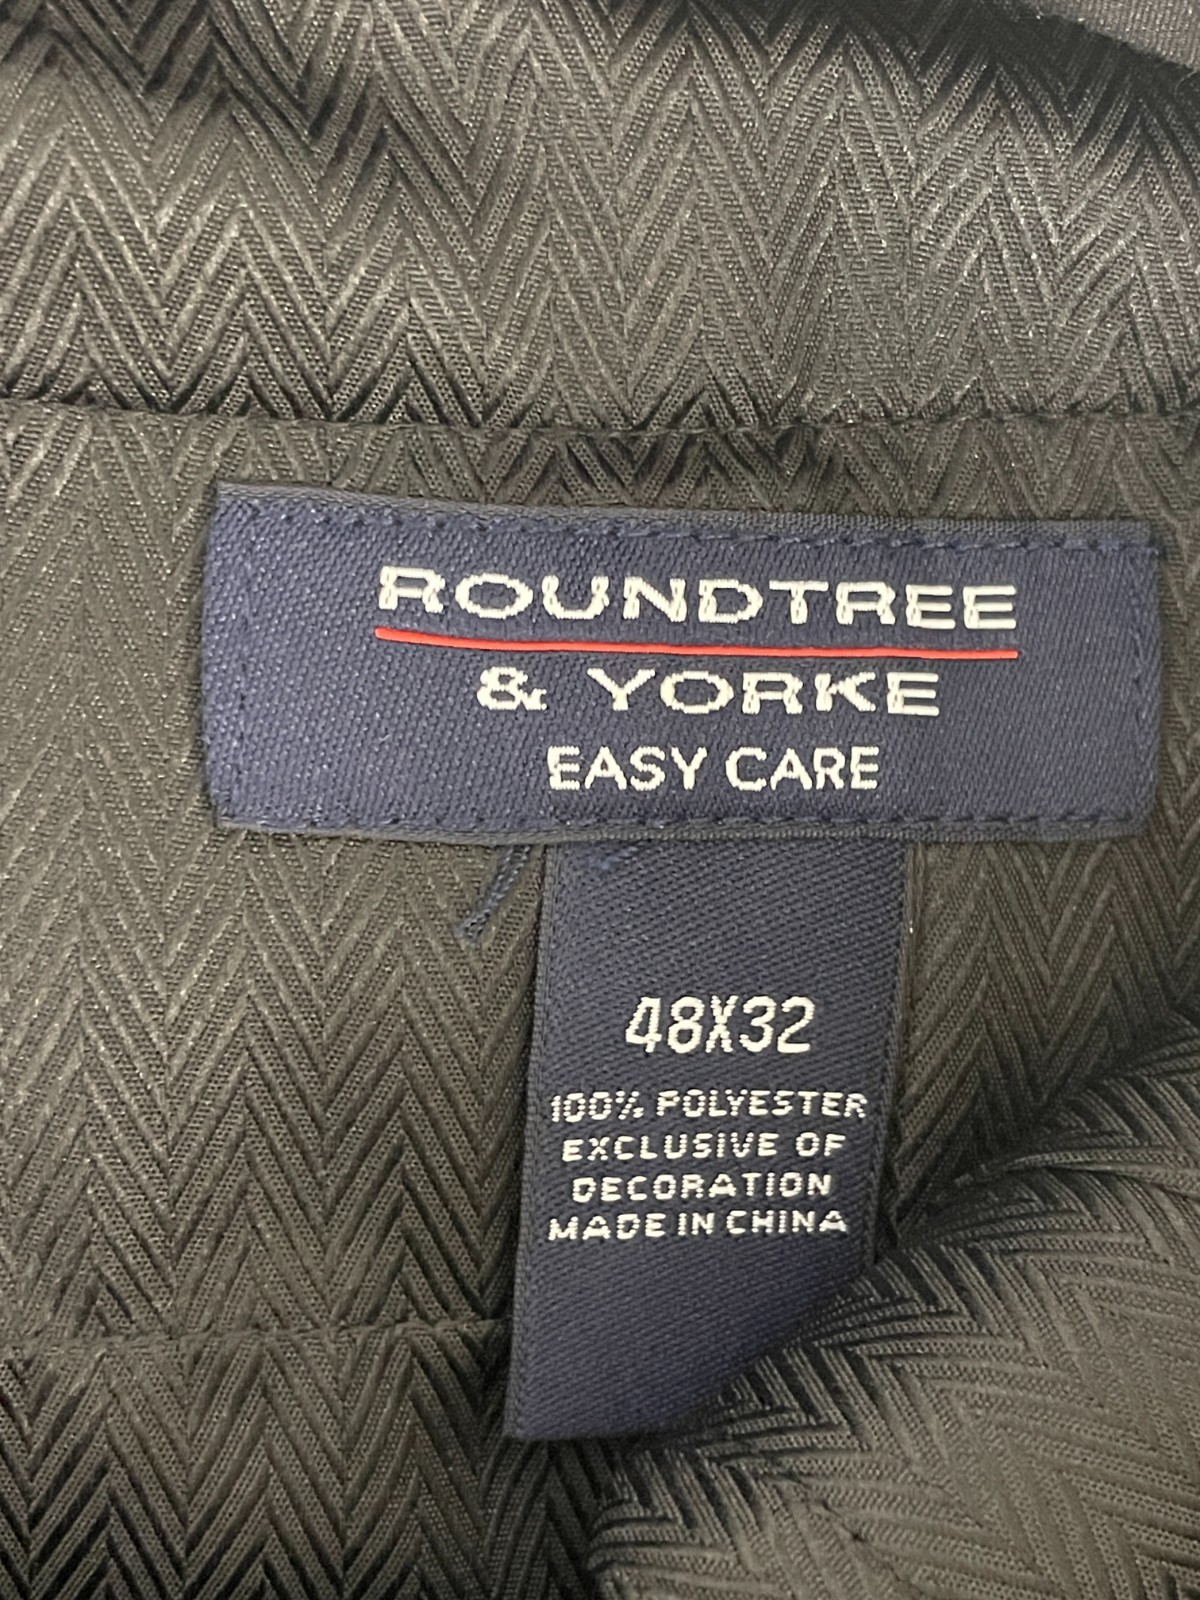 ROUNDTREE
& YORKE
EASY CARE
48X32
100% POLYESTER
EXCLUSIVE OF
DECORATION
MADE IN CHINA